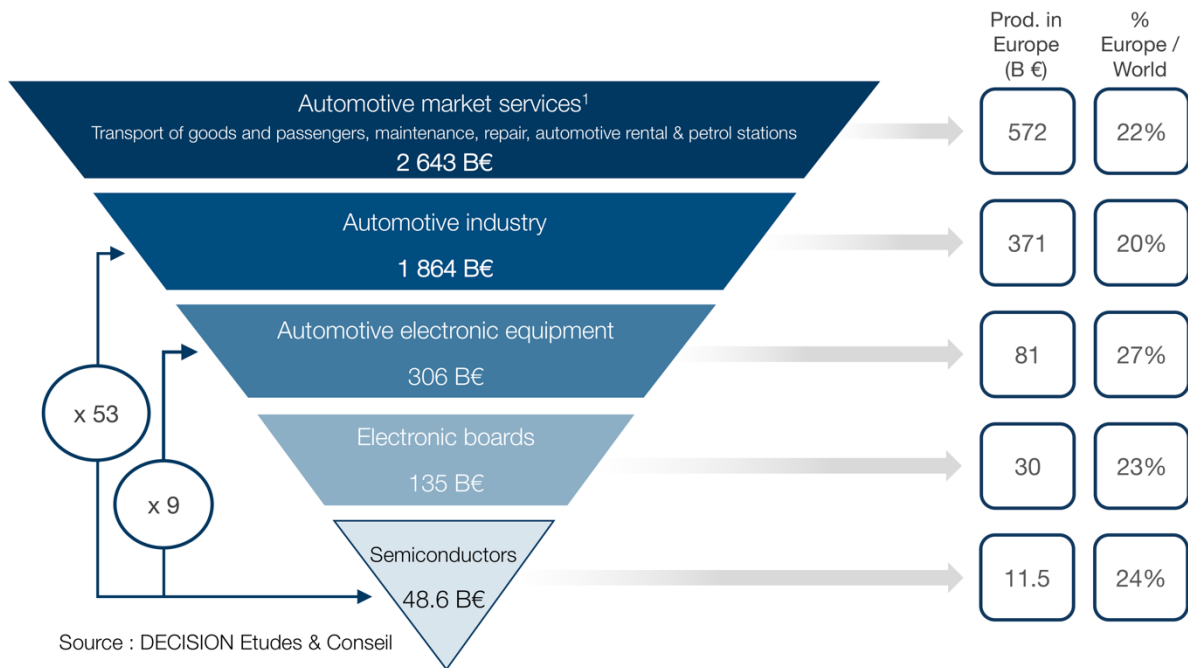 Prod. in
Europe
(B €)
%
Europe /
World
Automotive market services¹
Transport of goods and passengers, maintenance, repair, automotive rental & petrol stations
2 643 B€
572
22%
Automotive industry
1 864 B€
371
20%
Automotive electronic equipment
306 B€
81
27%
x 53
Electronic boards
135 B€
30
23%
x 9
Semiconductors
48.6 B€
11.5
24%
Source : DECISION Etudes & Conseil